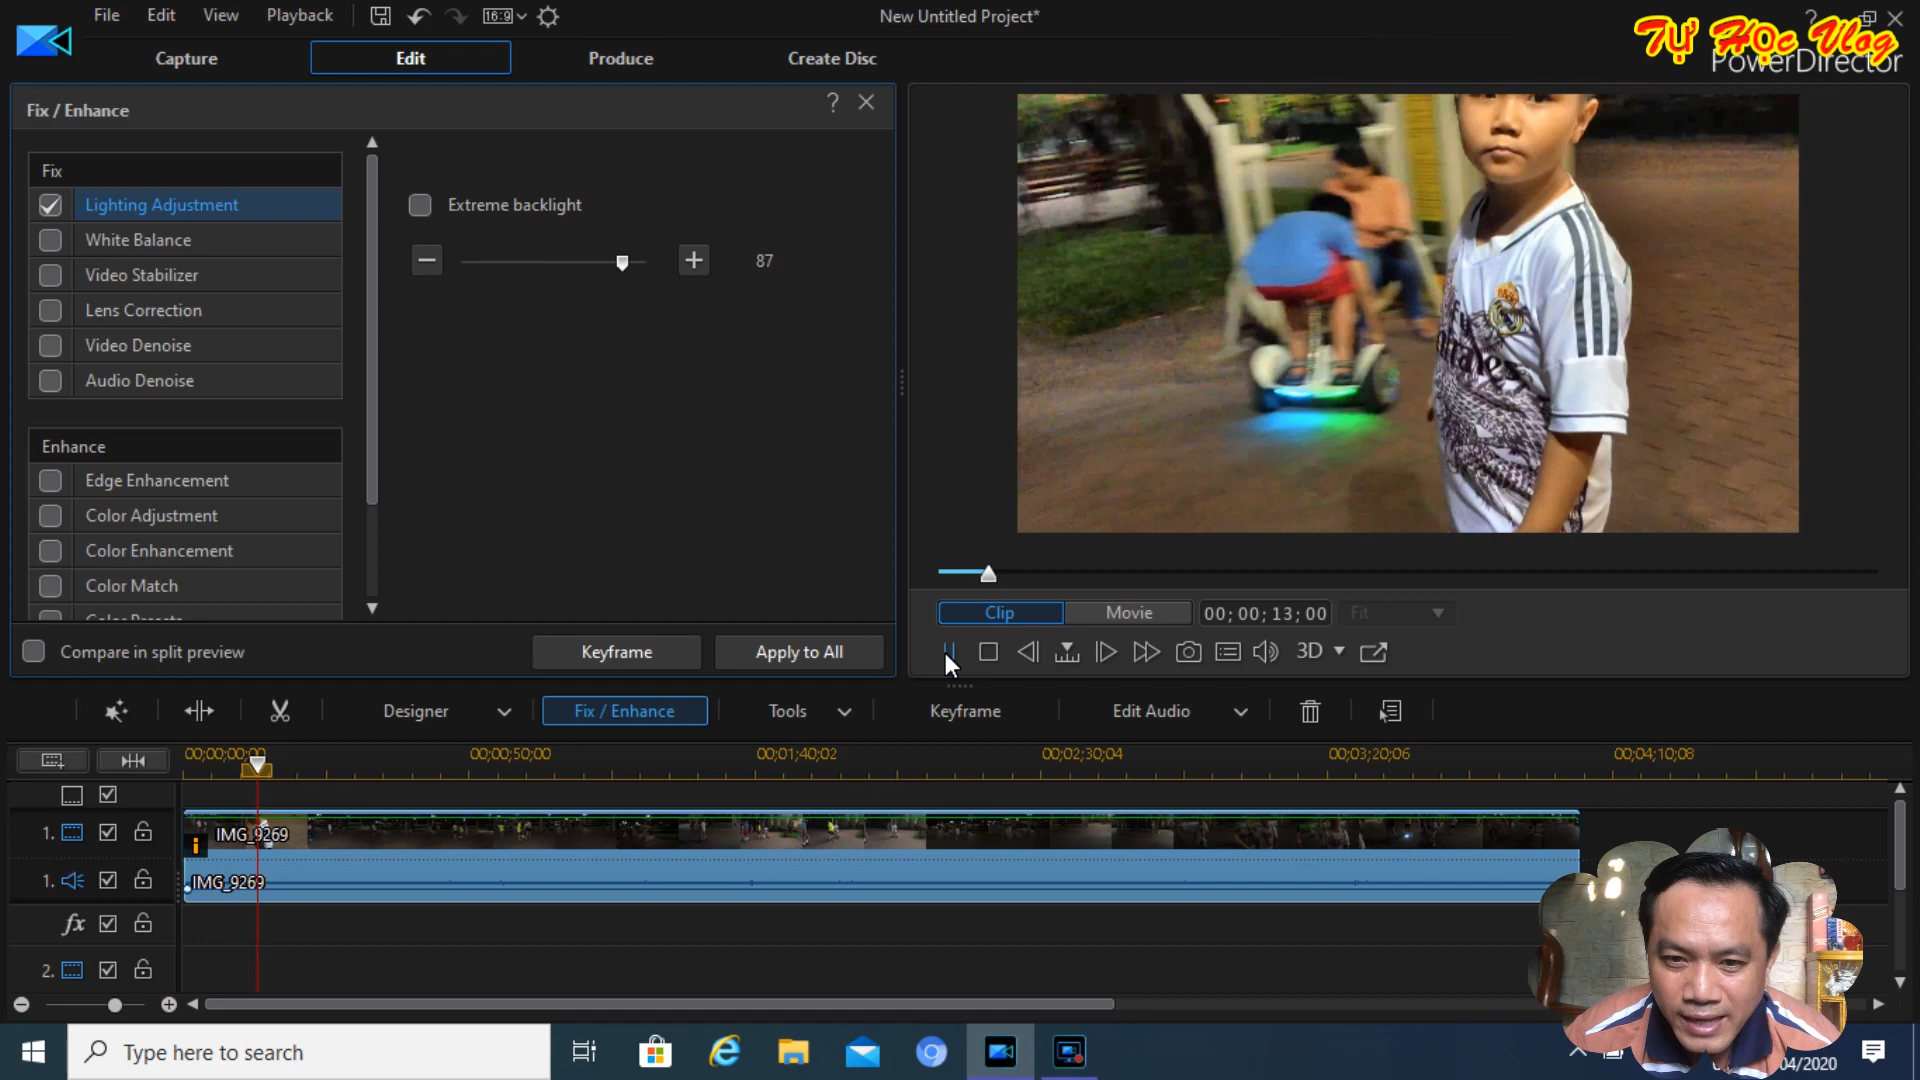 File Edit View Playback 16:9 New Untitled Project* ?
Tự Học Vlog
PowerDirector
Capture Edit Produce Create Disc
Fix / Enhance ?
Fix
Lighting Adjustment
White Balance
Video Stabilizer
Lens Correction
Video Denoise
Audio Denoise
Enhance
Edge Enhancement
Color Adjustment
Color Enhancement
Color Match
Extreme backlight
87
Compare in split preview Keyframe Apply to All
Clip Movie 00; 00; 13; 00 Fit
3D
Designer Fix / Enhance Tools Keyframe Edit Audio
00;00;00;00 00;00;50;00 00;01;40;02 00;02;30;04 00;03;20;06 00;04;10;08
1. IMG_9269
1. IMG_9269
fx
2.
Type here to search
04/2020